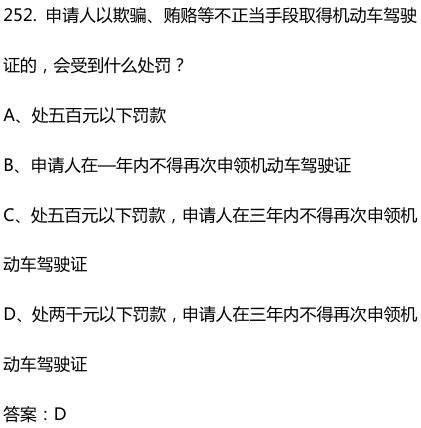 252. 申请人以欺骗、贿赂等不正当手段取得机动车驾驶
证的，会受到什么处罚？
A、处五百元以下罚款
B、申请人在—年内不得再次申领机动车驾驶证
C、处五百元以下罚款，申请人在三年内不得再次申领机
动车驾驶证
D、处两干元以下罚款，申请人在三年内不得再次申领机
动车驾驶证
答案：D